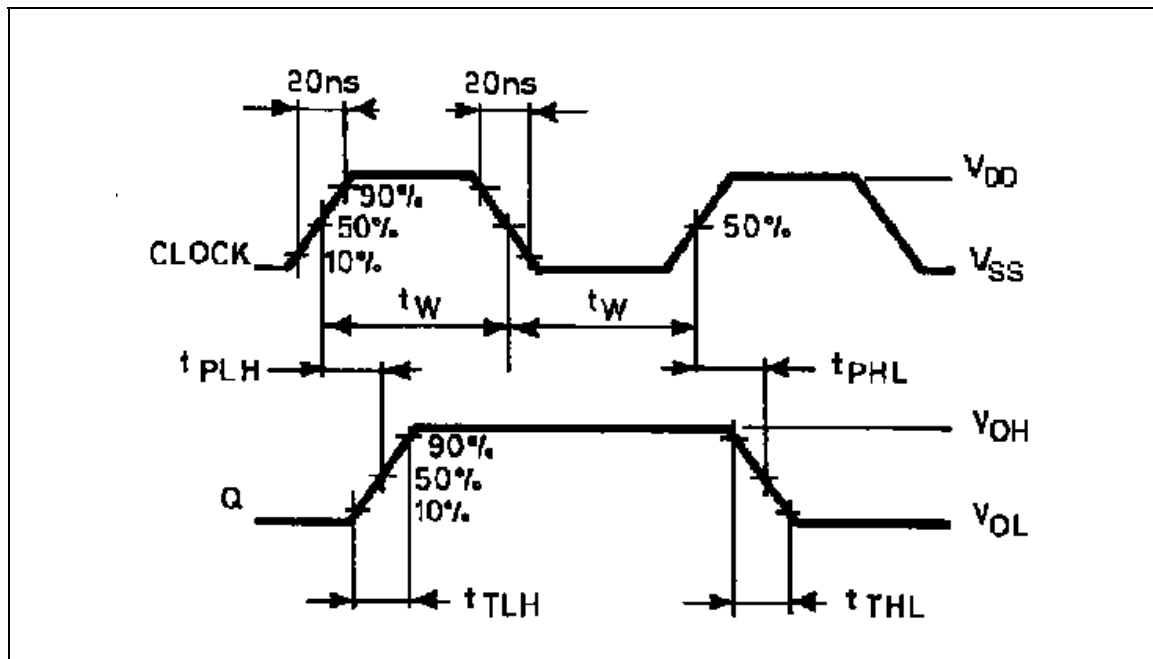 20ns 20ns
VDD
90%
50% 50%
CLOCK 10% VSS
tW tW
tPLH tPHL
VOH
90%
50%
Q 10%
VOL
tTLH tTHL